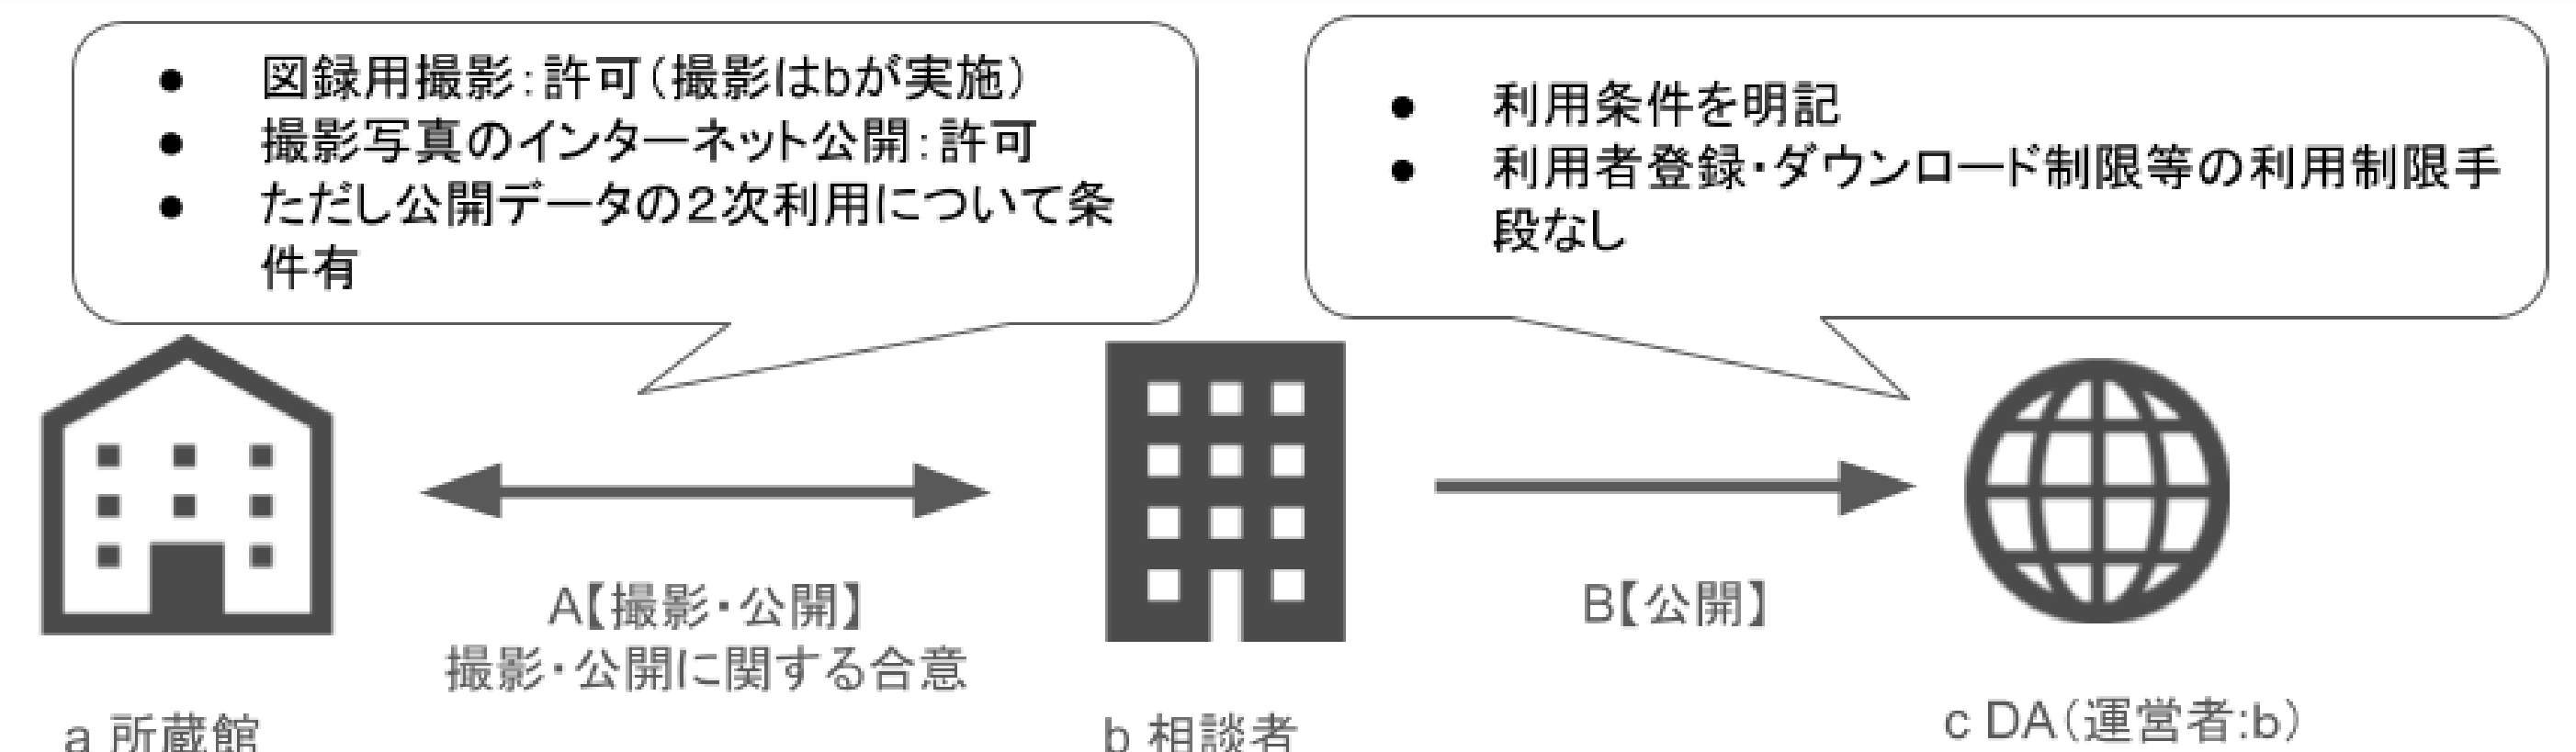 ● 図録用撮影：許可（撮影はbが実施）
● 撮影写真のインターネット公開：許可
● ただし公開データの２次利用について条
件有
● 利用条件を明記
● 利用者登録・ダウンロード制限等の利用制限手
段なし
A【撮影・公開】
撮影・公開に関する合意
B【公開】
a 所蔵館
b 相談者
c DA（運営者:b）